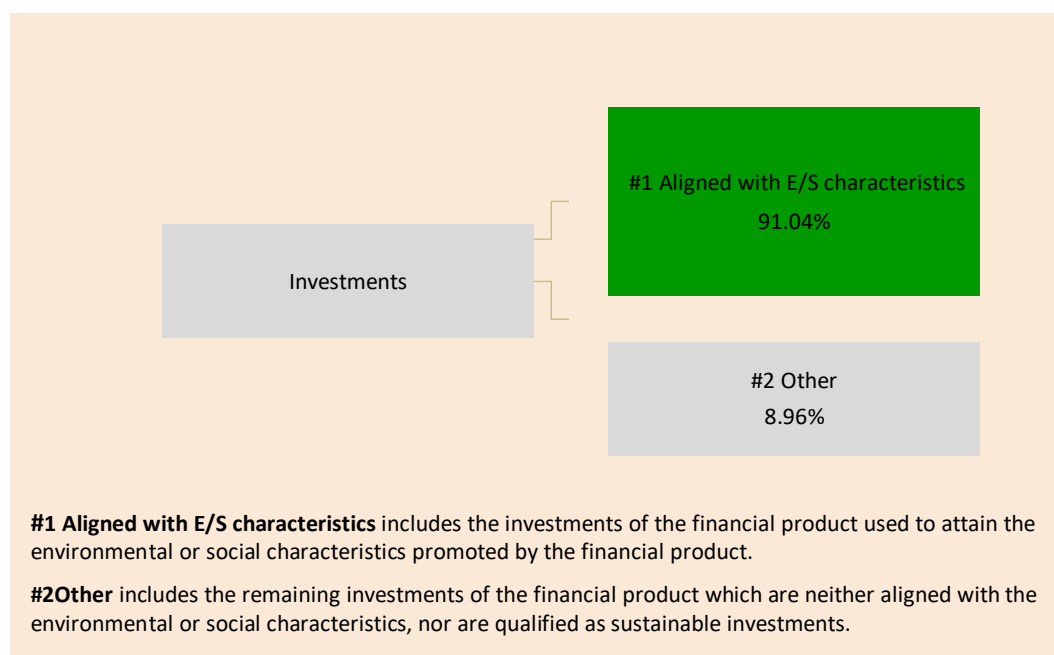 #1 Aligned with E/S characteristics
91.04%
Investments
#2 Other
8.96%
#1 Aligned with E/S characteristics includes the investments of the financial product used to attain the
environmental or social characteristics promoted by the financial product.
#2Other includes the remaining investments of the financial product which are neither aligned with the
environmental or social characteristics, nor are qualified as sustainable investments.